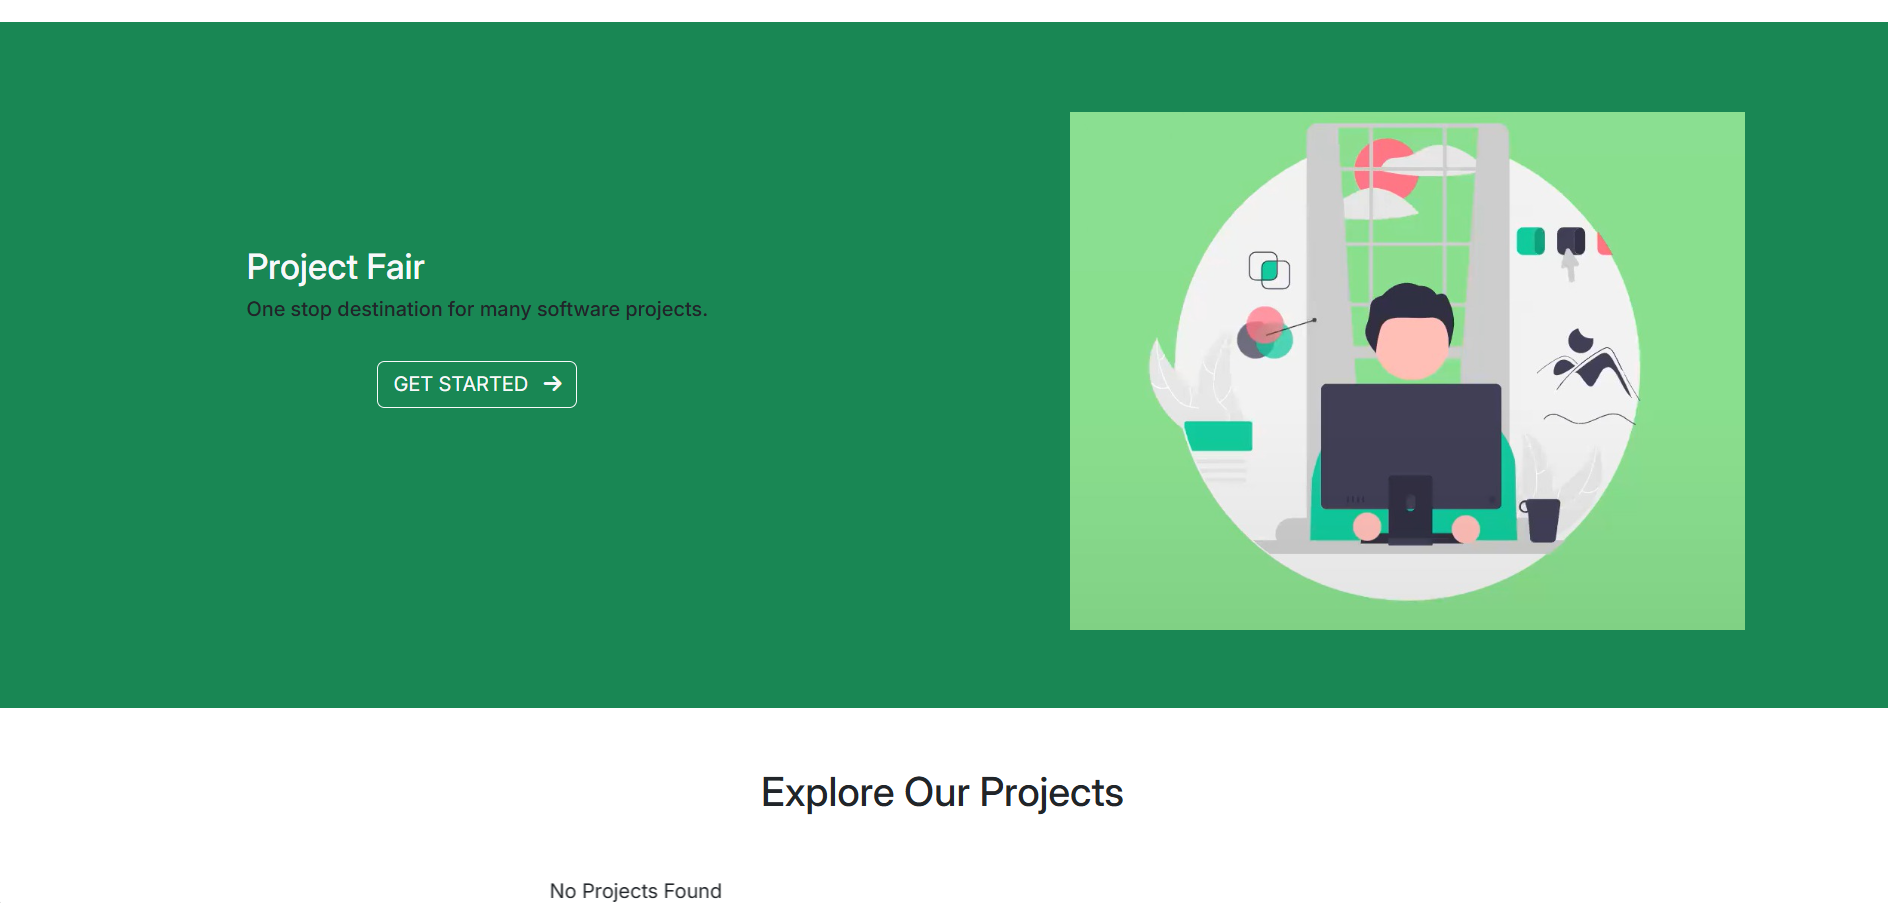 Project Fair
One stop destination for many software projects.
GET STARTED
Explore Our Projects
No Projects Found